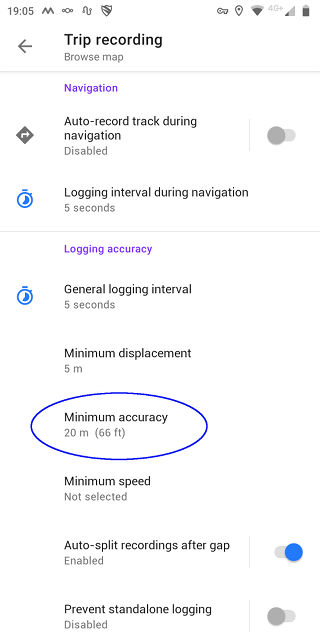 19:05
4G+
Trip recording
Browse map
Navigation
Auto-record track during
navigation
Disabled
Logging interval during navigation
5 seconds
Logging accuracy
General logging interval
5 seconds
Minimum displacement
5 m
Minimum accuracy
20 m (66 ft)
Minimum speed
Not selected
Auto-split recordings after gap
Enabled
Prevent standalone logging
Disabled